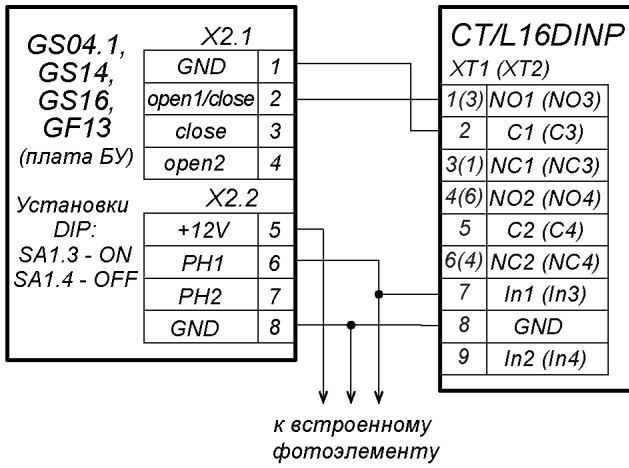 GS04.1,
GS14,
GS16,
GF13
(плата БУ)
Установки
DIP:
SA1.3 - ON
SA1.4 - OFF
X2.1
GND 1
open1/close 2
close 3
open2 4
X2.2
+12V 5
PH1 6
PH2 7
GND 8
CT/L16DINP
XT1 (XT2)
1(3) NO1 (NO3)
2 C1 (C3)
3(1) NC1 (NC3)
4(6) NO2 (NO4)
5 C2 (C4)
6(4) NC2 (NC4)
7 In1 (In3)
8 GND
9 In2 (In4)
к встроенному
фотоэлементу